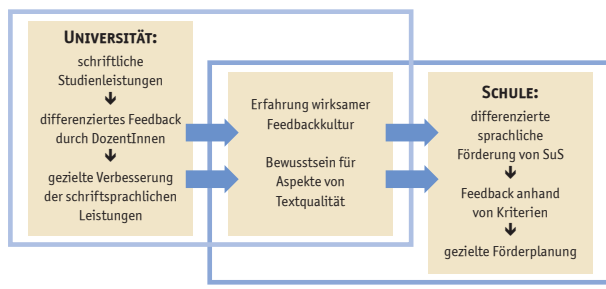 UNIVERSITÄT:
schriftliche
Studienleistungen
differenziertes Feedback
durch DozentInnen
gezielte Verbesserung
der schriftsprachlichen
Leistungen
Erfahrung wirksamer
Feedbackkultur
Bewusstsein für
Aspekte von
Textqualität
SCHULE:
differenzierte
sprachliche
Förderung von SuS
Feedback anhand
von Kriterien
gezielte Förderplanung